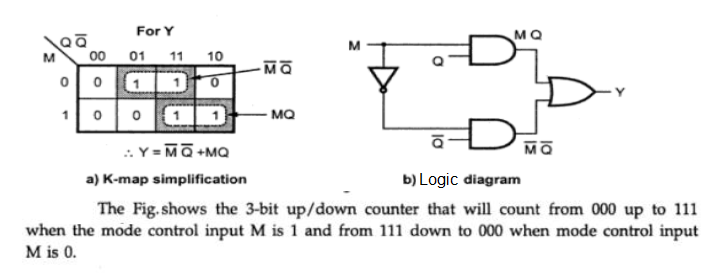 For Y
Q Q̅
M
00 01 11 10
0 0 1 1 0
M̅ Q̅
1 0 0 1 1
MQ
∴ Y = M̅ Q̅ +MQ
a) K-map simplification
M
Q
M Q
Y
Q̅
M̅ Q̅
b) Logic diagram
The Fig. shows the 3-bit up/down counter that will count from 000 up to 111
when the mode control input M is 1 and from 111 down to 000 when mode control input
M is 0.